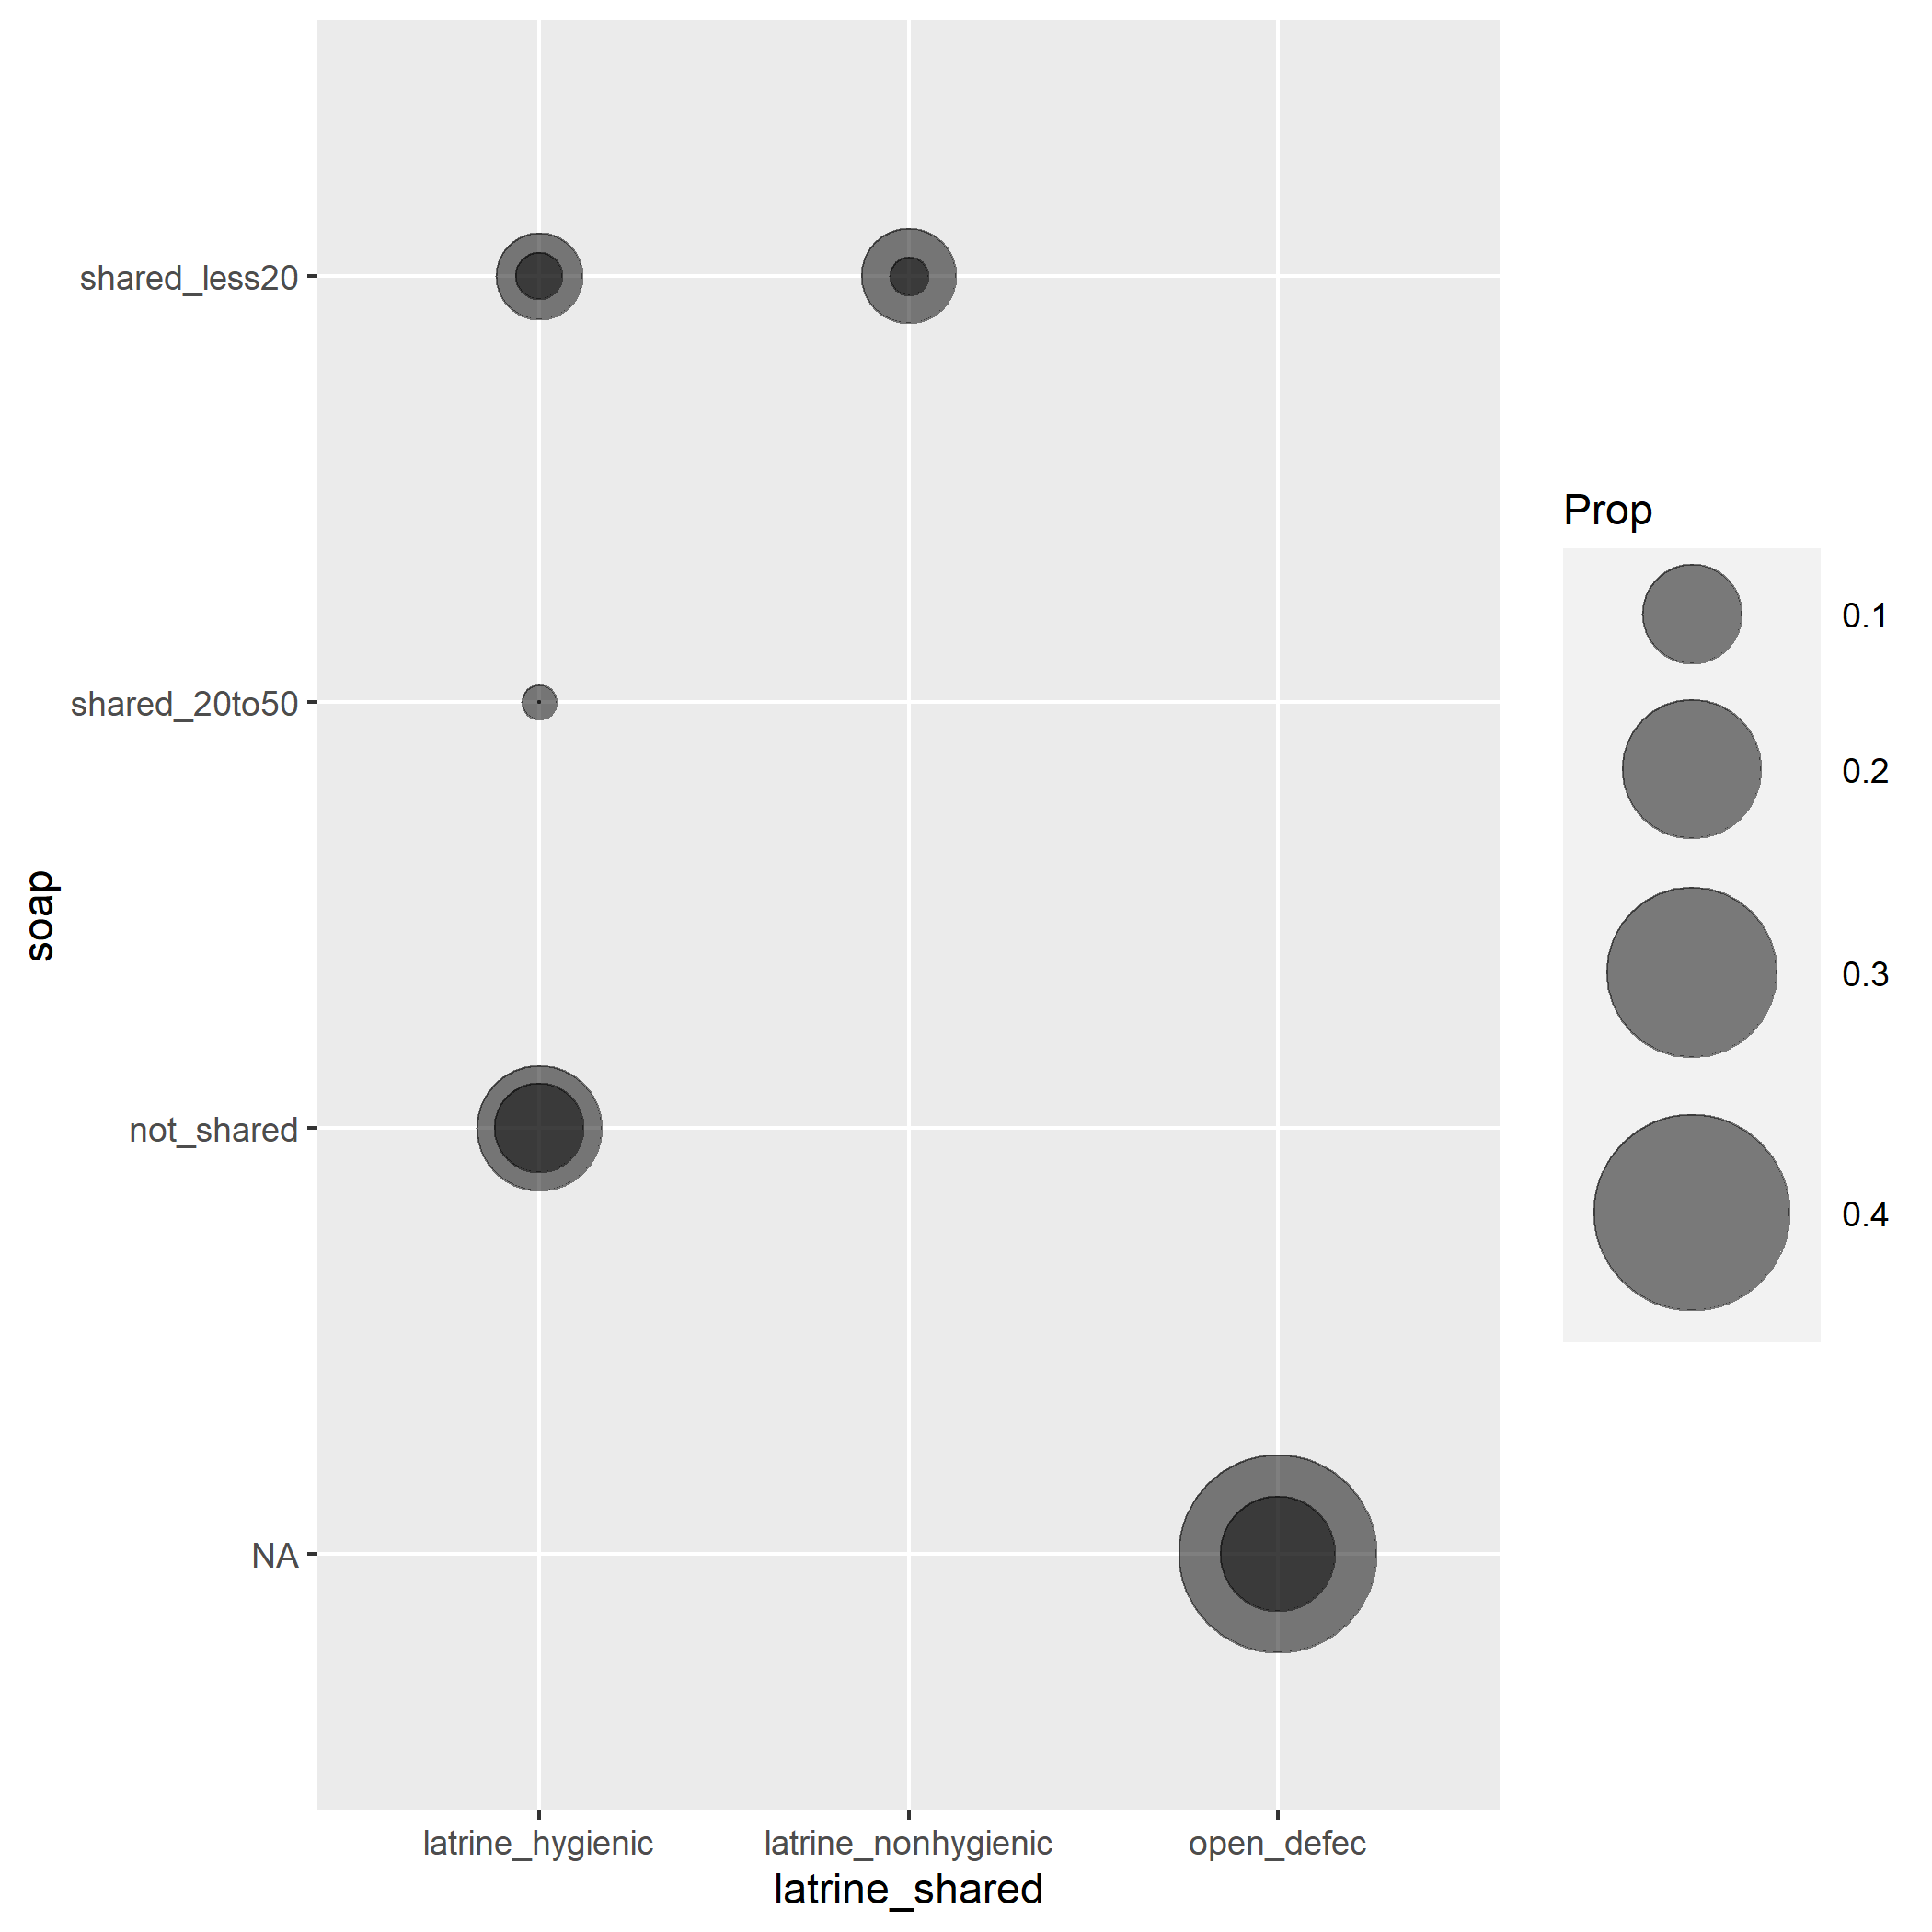 soap
shared_less20
shared_20to50
not_shared
NA
latrine_hygienic
latrine_nonhygienic
open_defec
latrine_shared
Prop
0.1
0.2
0.3
0.4